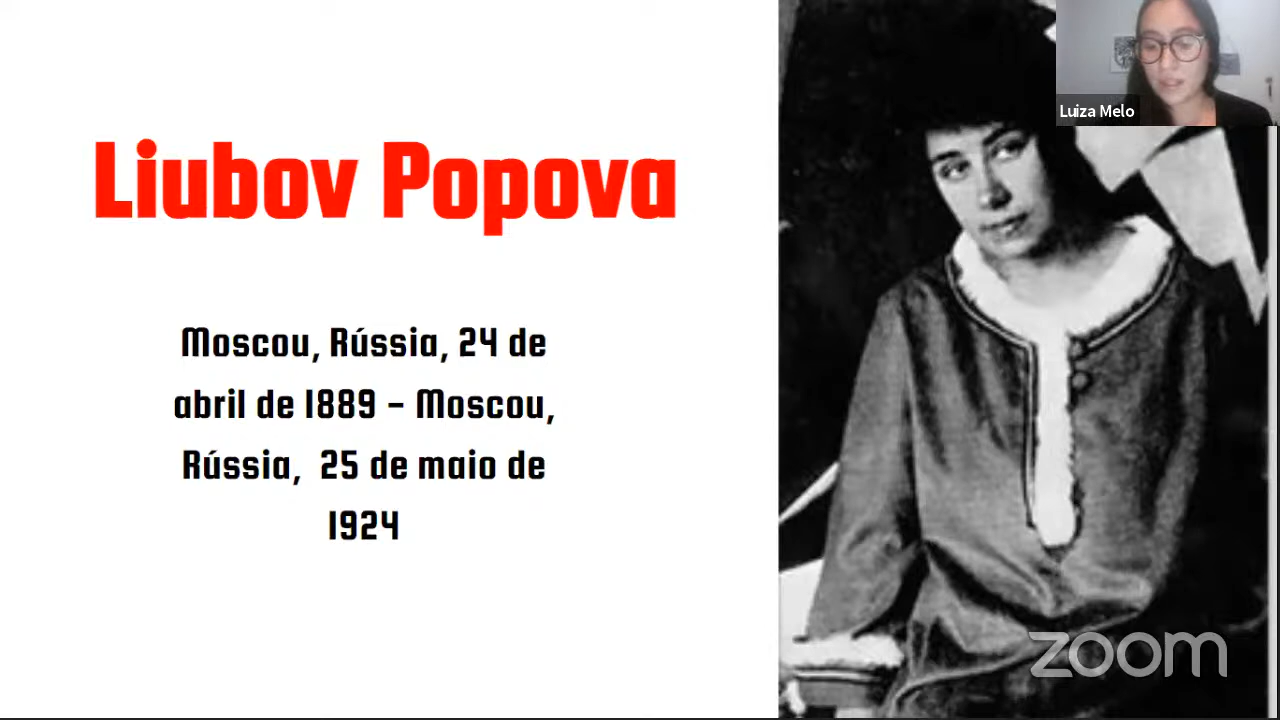 Liubov Popova
Moscou, Rússia, 24 de
abril de 1889 - Moscou,
Rússia, 25 de maio de
1924
Luiza Melo
zoom